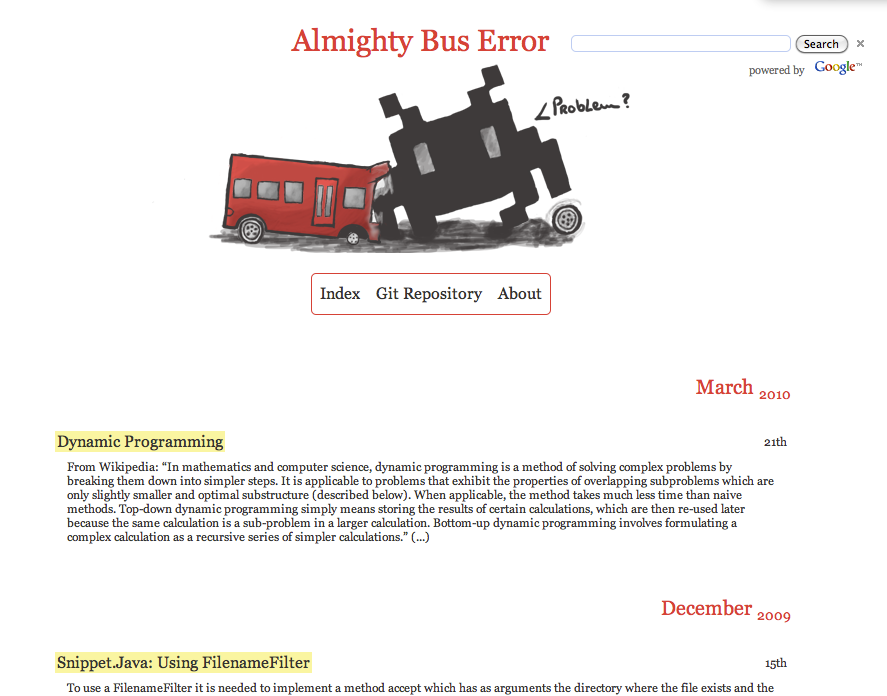 Almighty Bus Error
Search
powered by Google™
Problem?
Index Git Repository About
March 2010
Dynamic Programming 21th
From Wikipedia: “In mathematics and computer science, dynamic programming is a method of solving complex problems by
breaking them down into simpler steps. It is applicable to problems that exhibit the properties of overlapping subproblems which are
only slightly smaller and optimal substructure (described below). When applicable, the method takes much less time than naive
methods. Top-down dynamic programming simply means storing the results of certain calculations, which are then re-used later
because the same calculation is a sub-problem in a larger calculation. Bottom-up dynamic programming involves formulating a
complex calculation as a recursive series of simpler calculations.” (...)
December 2009
Snippet.Java: Using FilenameFilter 15th
To use a FilenameFilter it is needed to implement a method accept which has as arguments the directory where the file exists and the